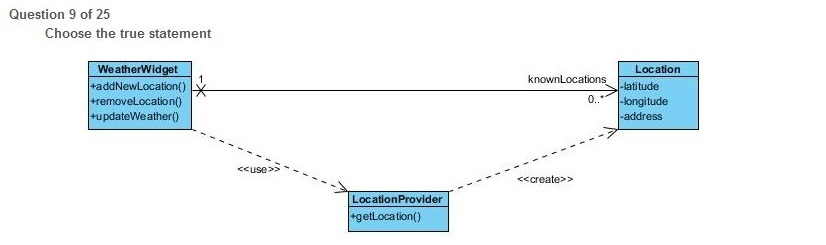 Question 9 of 25
Choose the true statement
WeatherWidget
+addNewLocation()
+removeLocation()
+updateWeather()
1
knownLocations
0..*
Location
-latitude
-longitude
-address
<<use>>
<<create>>
LocationProvider
+getLocation()